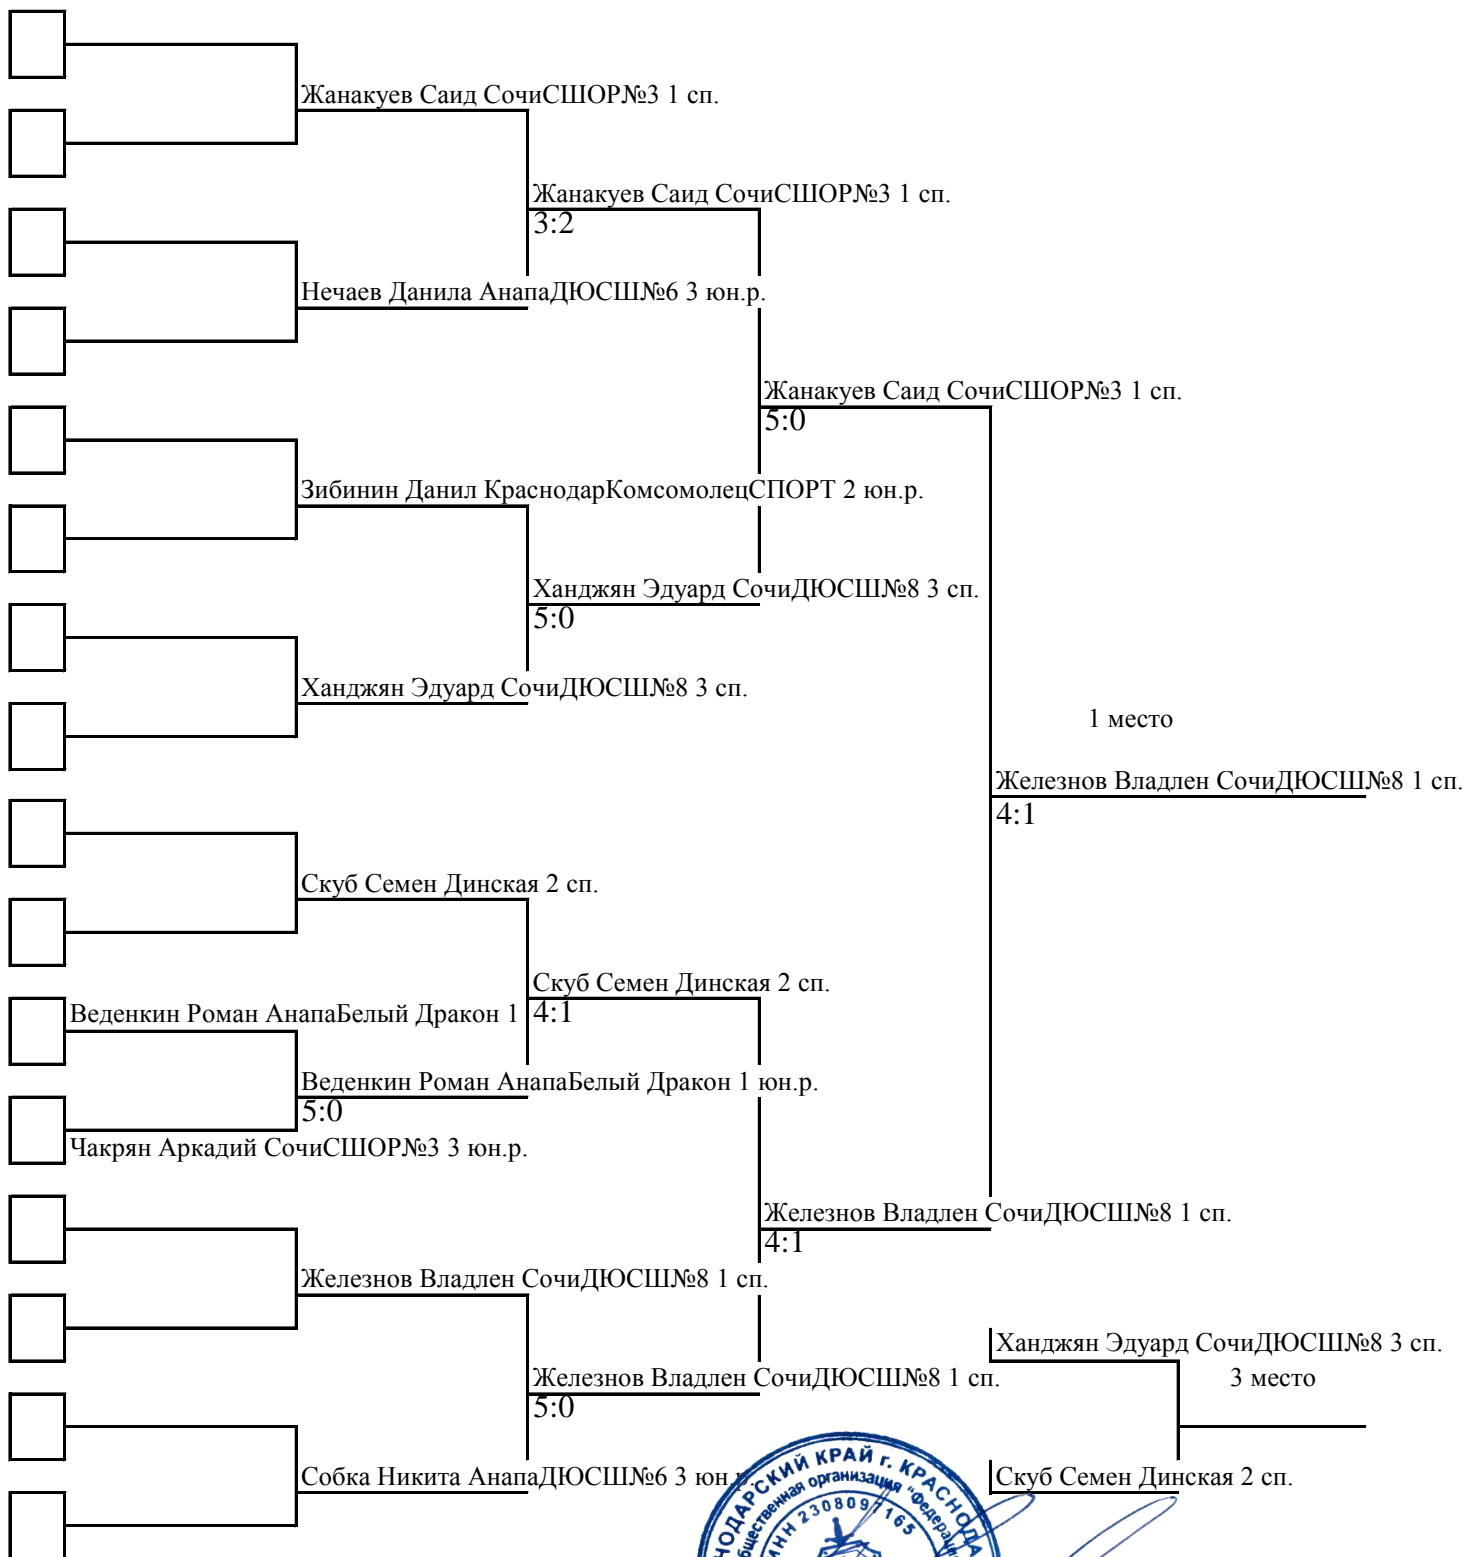 Жанакуев Саид СочиСШОР№3 1 сп.
Жанакуев Саид СочиСШОР№3 1 сп.
3:2
Нечаев Данила АнапаДЮСШ№6 3 юн.р.
Жанакуев Саид СочиСШОР№3 1 сп.
5:0
Зибинин Данил КраснодарКомсомолецСПОРТ 2 юн.р.
Ханджян Эдуард СочиДЮСШ№8 3 сп.
5:0
Ханджян Эдуард СочиДЮСШ№8 3 сп.
1 место
Железнов Владлен СочиДЮСШ№8 1 сп.
4:1
Скуб Семен Динская 2 сп.
Скуб Семен Динская 2 сп.
4:1
Веденкин Роман АнапаБелый Дракон 1
Веденкин Роман АнапаБелый Дракон 1 юн.р.
5:0
Чакрян Аркадий СочиСШОР№3 3 юн.р.
Железнов Владлен СочиДЮСШ№8 1 сп.
4:1
Железнов Владлен СочиДЮСШ№8 1 сп.
Ханджян Эдуард СочиДЮСШ№8 3 сп.
Железнов Владлен СочиДЮСШ№8 1 сп.
5:0
3 место
Собка Никита АнапаДЮСШ№6 3 юн.р.
Скуб Семен Динская 2 сп.
КРАЙ г.
организация
ИНН 2308097165